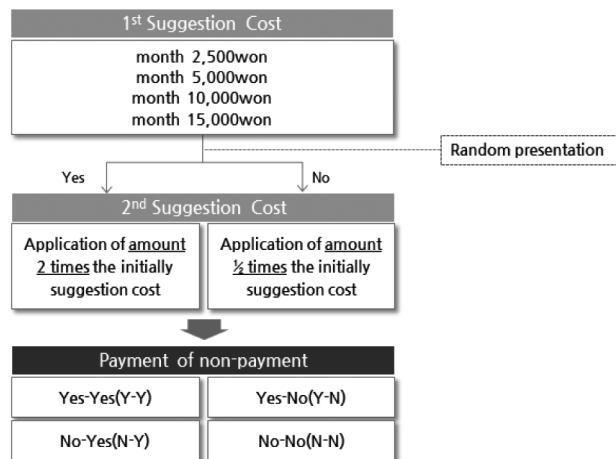 1st Suggestion Cost
month 2,500won
month 5,000won
month 10,000won
month 15,000won
Random presentation
Yes
No
2nd Suggestion Cost
Application of amount
2 times the initially
suggestion cost
Application of amount
½ times the initially
suggestion cost
Payment of non-payment
Yes-Yes(Y-Y)
Yes-No(Y-N)
No-Yes(N-Y)
No-No(N-N)